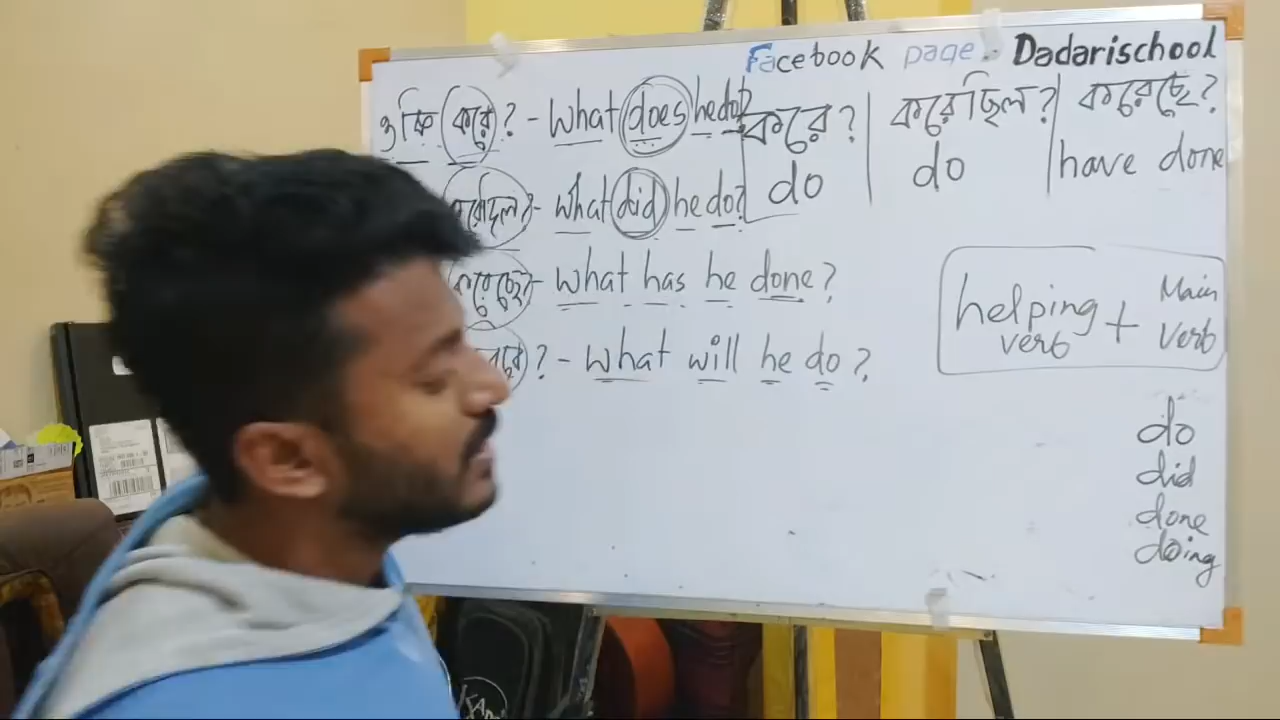 Facebook page:- Dadarischool
ও কি করে? - What does he do?
করেছিল? - What did he do?
করেছে? - What has he done?
? - What will he do?
করে? করেছিল? করেছে?
do do have done
helping verb + Main Verb
do
did
done
doing